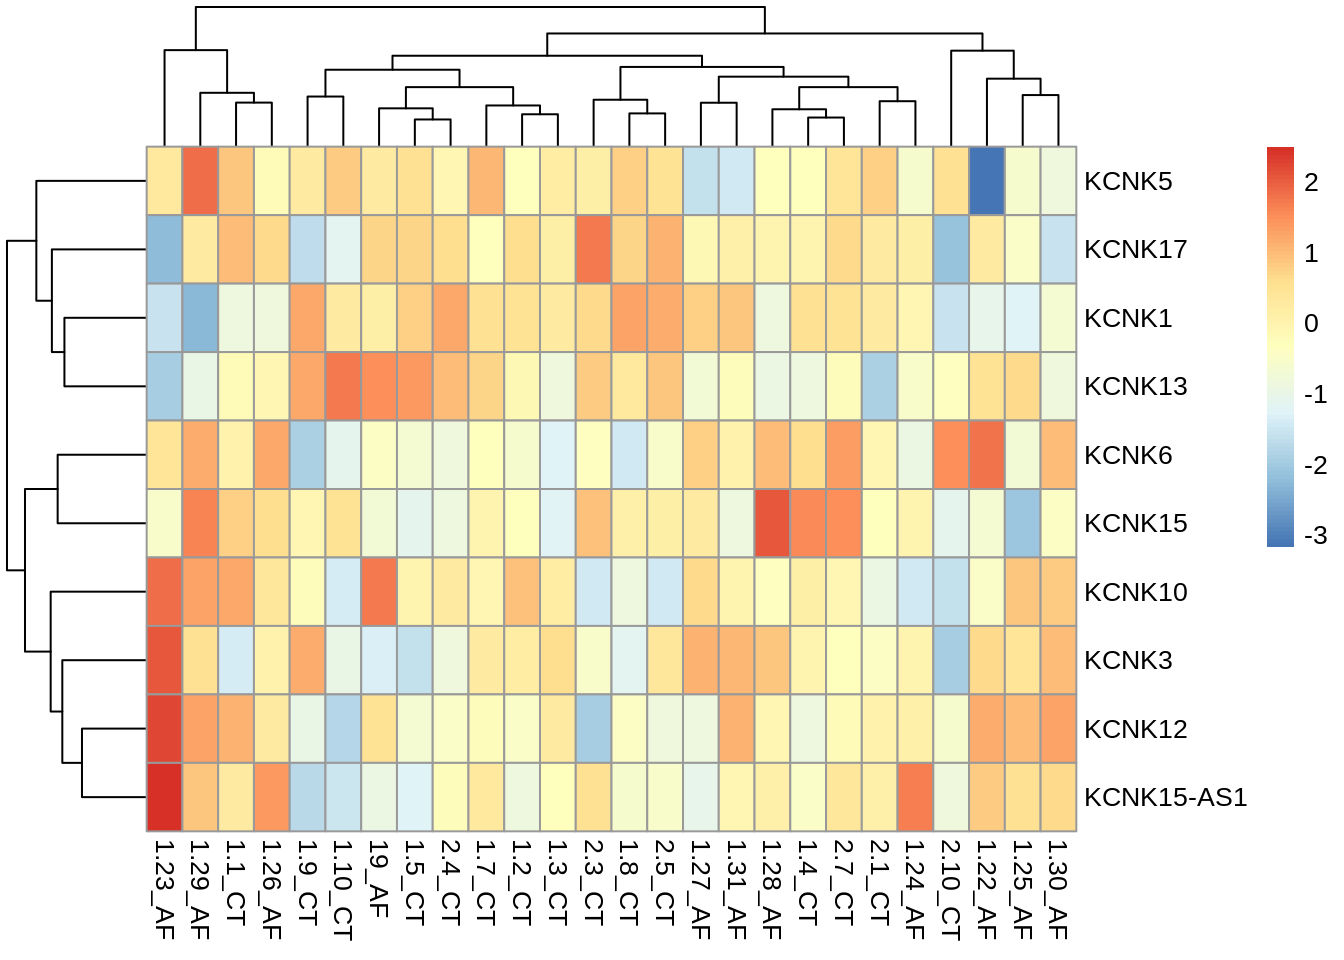 KCNK5
KCNK17
KCNK1
KCNK13
KCNK6
KCNK15
KCNK10
KCNK3
KCNK12
KCNK15-AS1
2
1
0
-1
-2
-3
1.23_AF
1.29_AF
1.1_CT
1.26_AF
1.9_CT
1.10_CT
19_AF
1.5_CT
2.4_CT
1.7_CT
1.2_CT
1.3_CT
2.3_CT
1.8_CT
2.5_CT
1.27_AF
1.31_AF
1.28_AF
1.4_CT
2.7_CT
2.1_CT
1.24_AF
2.10_CT
1.22_AF
1.25_AF
1.30_AF